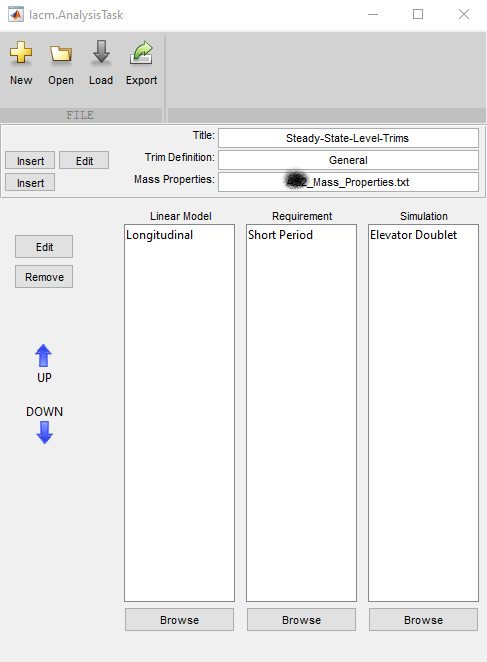 lacm.AnalysisTask
New Open Load Export
FILE
Title: Steady-State-Level-Trims
Insert Edit Trim Definition: General
Insert Mass Properties: _Mass_Properties.txt
Linear Model Requirement Simulation
Longitudinal Short Period Elevator Doublet
Edit
Remove
UP
DOWN
Browse Browse Browse